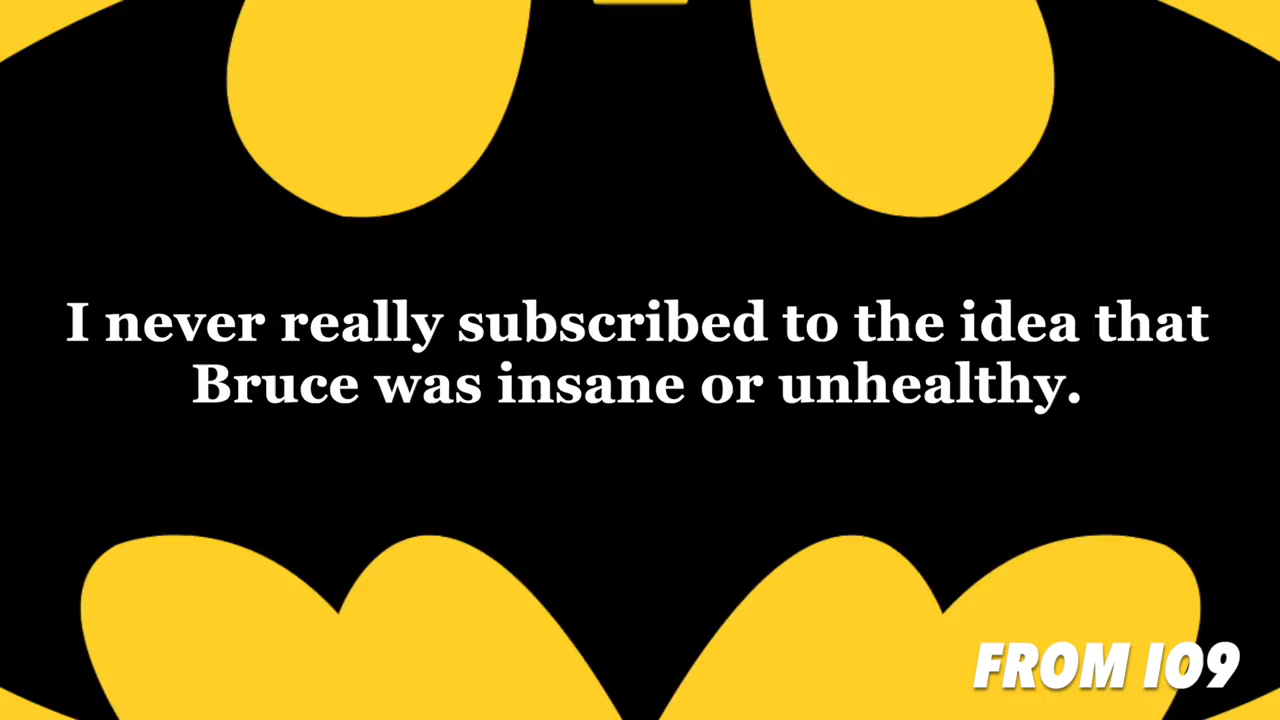 I never really subscribed to the idea that
Bruce was insane or unhealthy.
FROM IO9